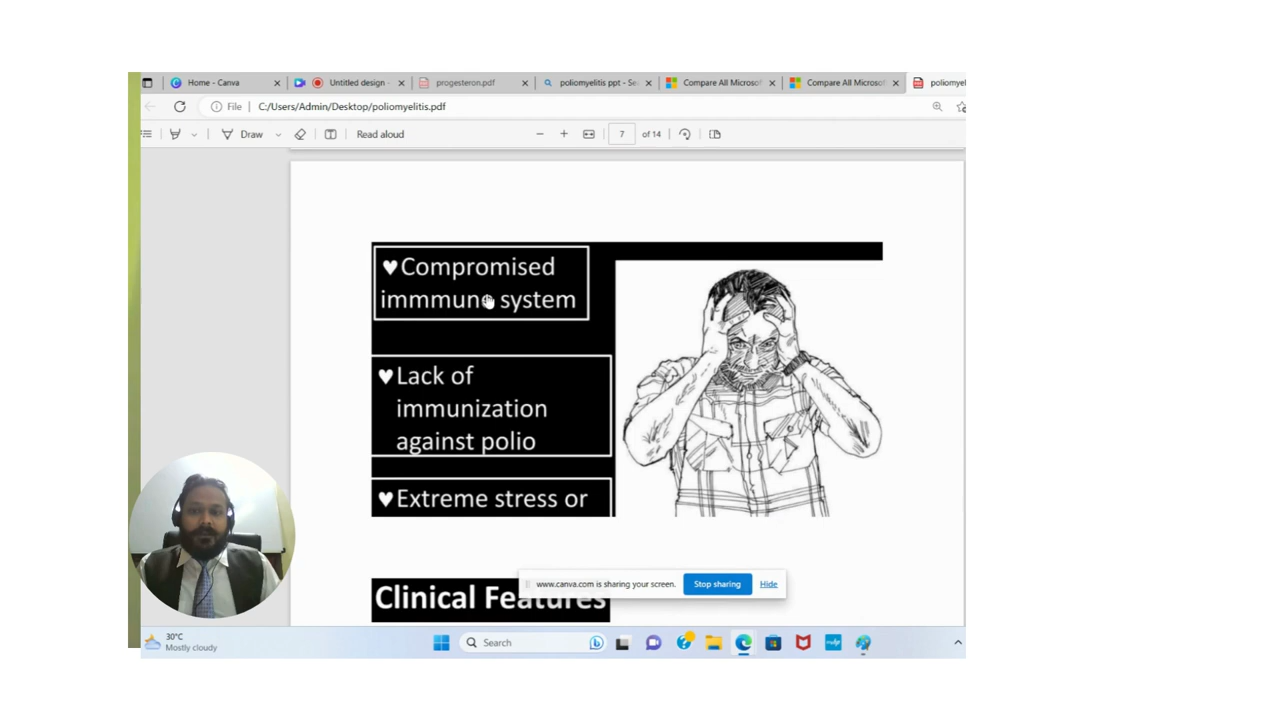 Home - Canva
Untitled design -
progesteron.pdf
poliomyelitis ppt - Se
Compare All Microsof
Compare All Microsof
poliomyel
File | C:/Users/Admin/Desktop/poliomyelitis.pdf
Draw
Read aloud
7 of 14
♥Compromised
immmune system
♥Lack of
immunization
against polio
♥Extreme stress or
www.canva.com is sharing your screen. Stop sharing Hide
Clinical Features
30°C
Mostly cloudy
Search